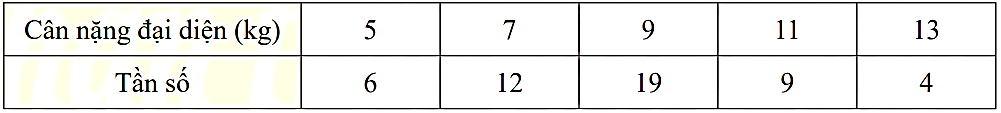 Cân nặng đại diện (kg) 5 7 9 11 13
Tần số 6 12 19 9 4